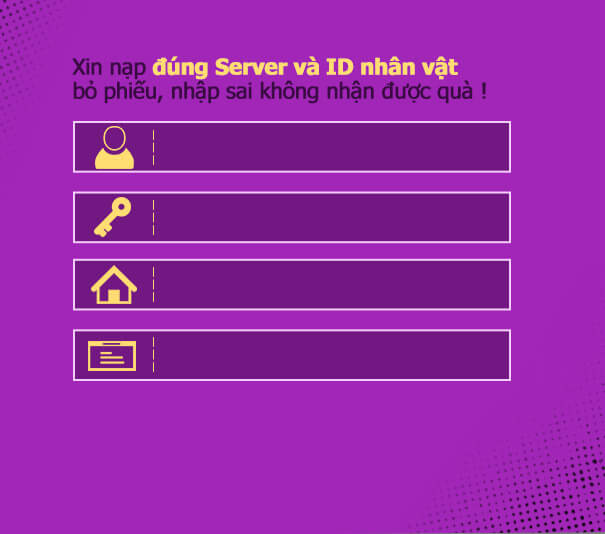 Xin nạp đúng Server và ID nhân vật
bỏ phiếu, nhập sai không nhận được quà !